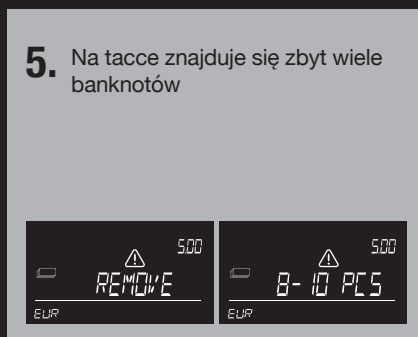 5. Na tacce znajduje się zbyt wiele
banknotów
5.00
REMOVE
EUR
5.00
8-10 PCS
EUR